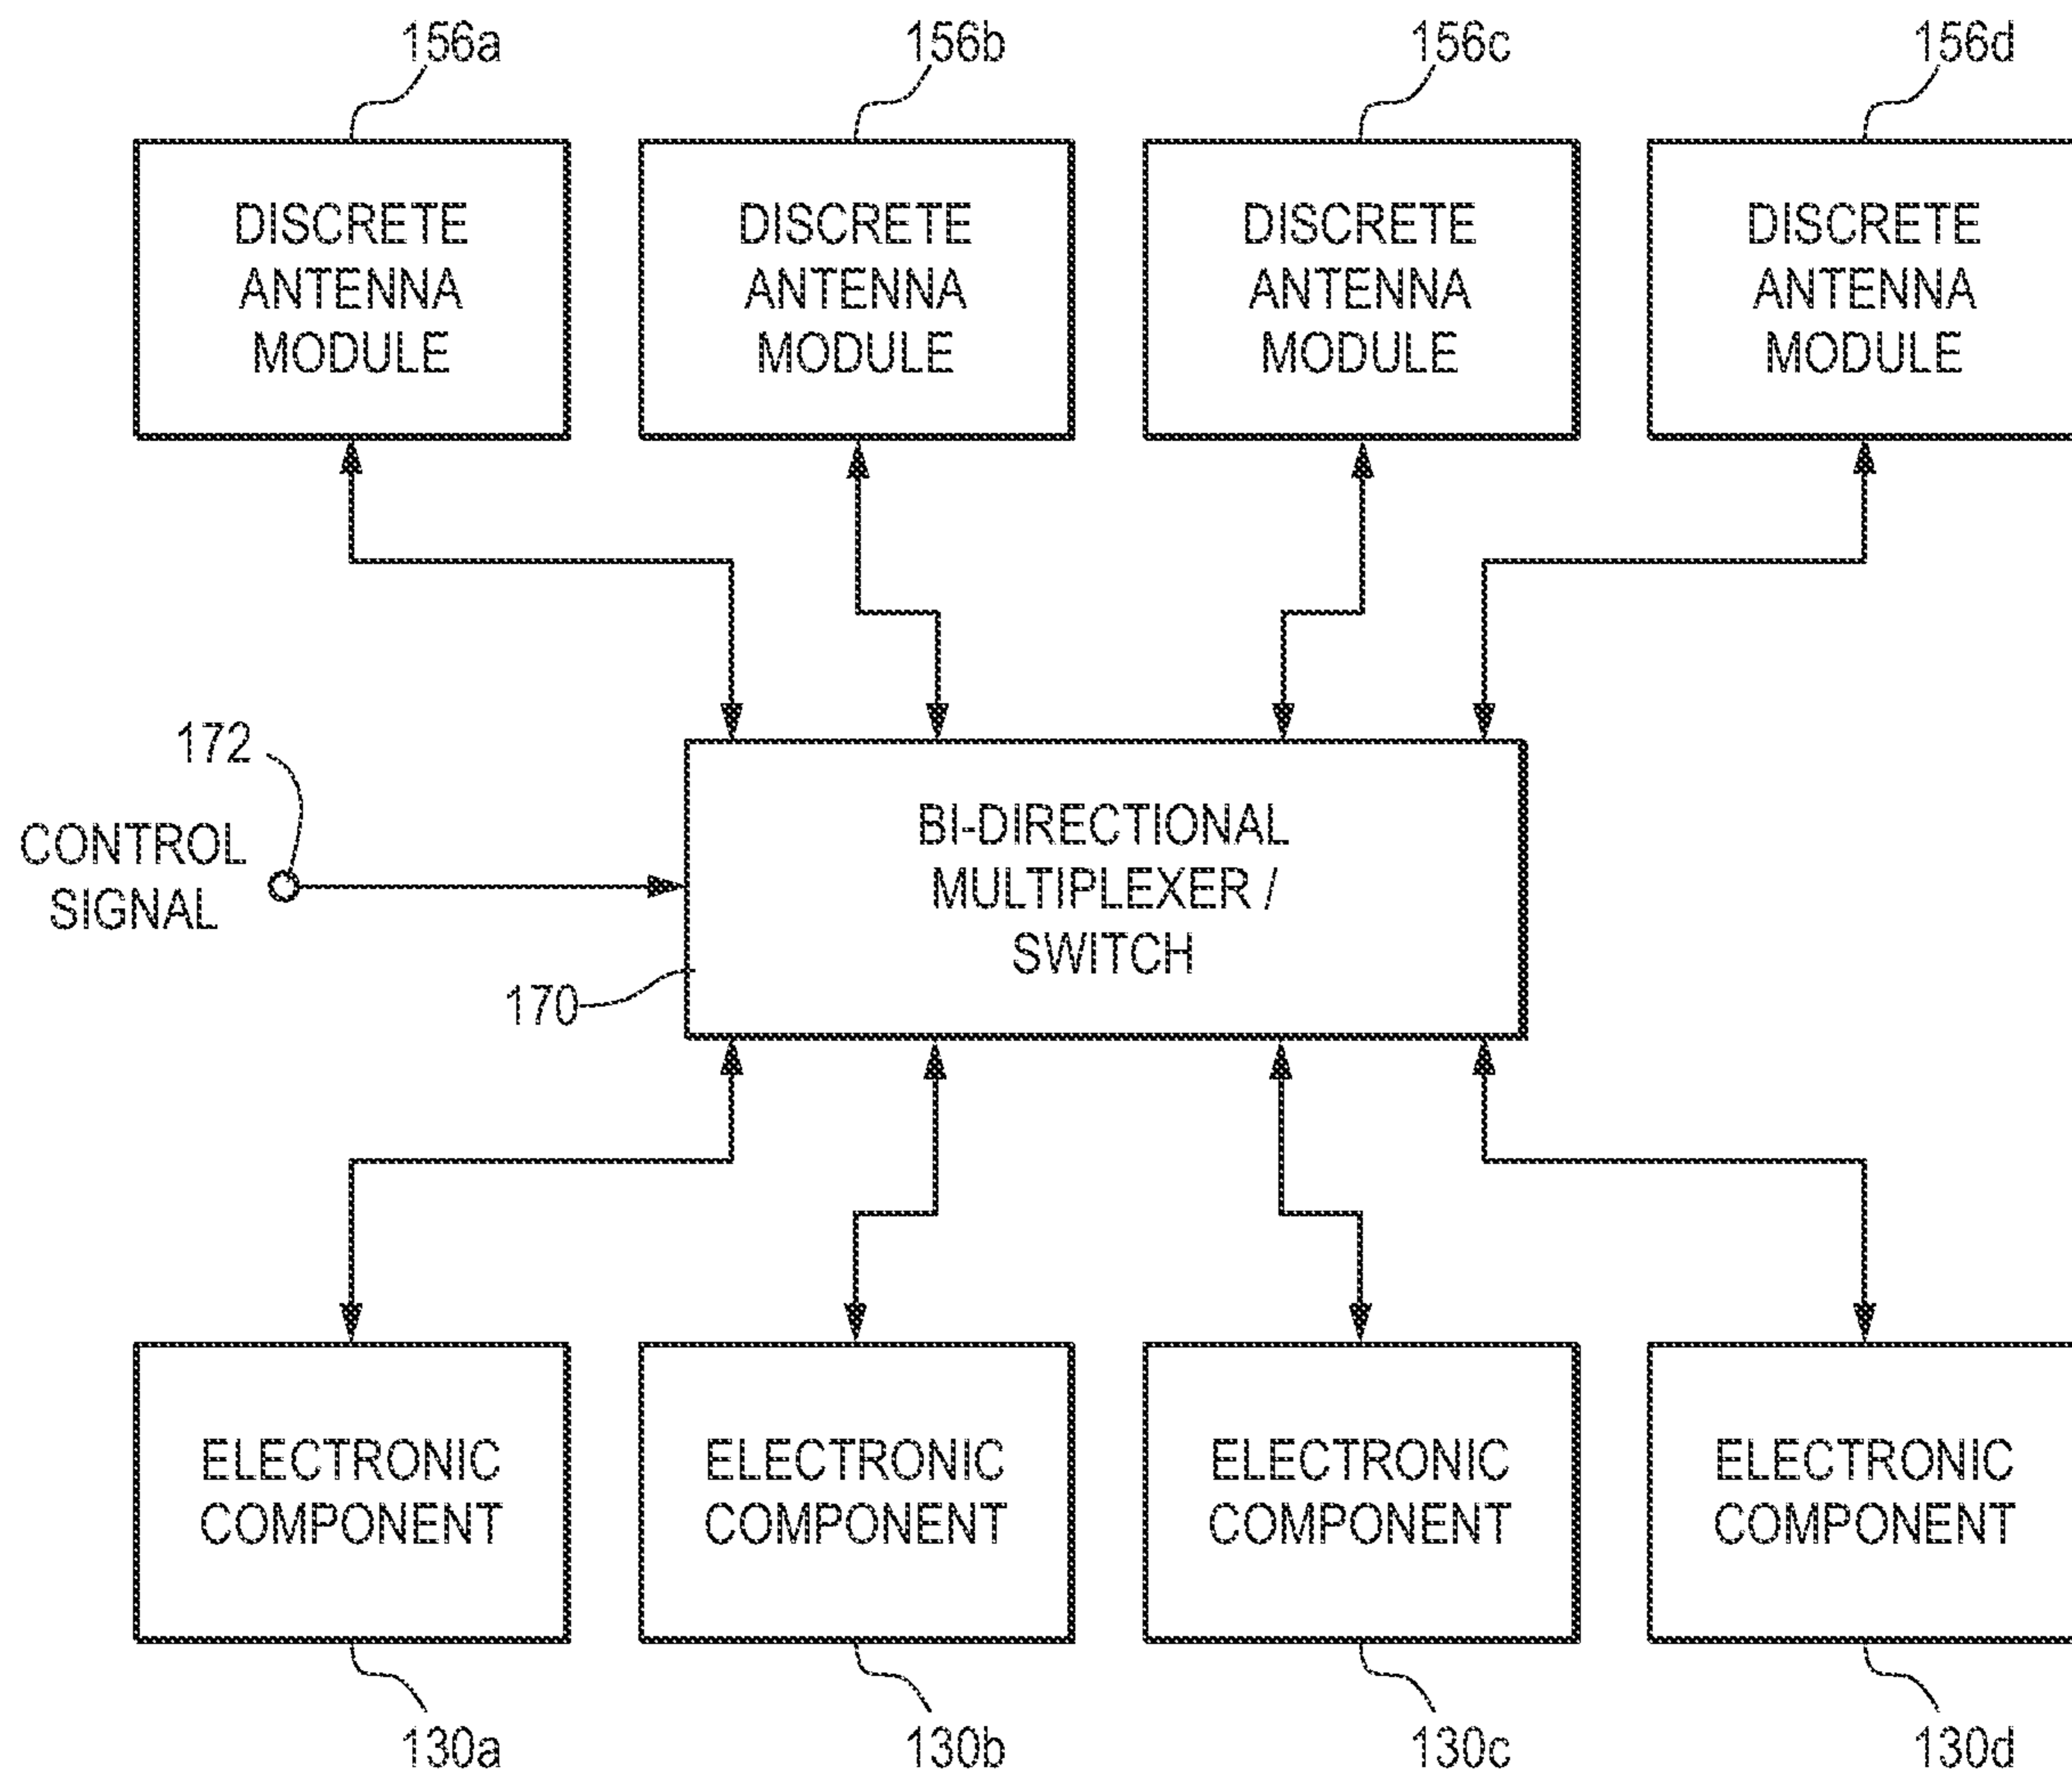 156a 156b 156c 156d
DISCRETE DISCRETE DISCRETE DISCRETE
ANTENNA ANTENNA ANTENNA ANTENNA
MODULE MODULE MODULE MODULE
172
CONTROL
SIGNAL
BI-DIRECTIONAL
MULTIPLEXER /
SWITCH
170
ELECTRONIC ELECTRONIC ELECTRONIC ELECTRONIC
COMPONENT COMPONENT COMPONENT COMPONENT
130a 130b 130c 130d